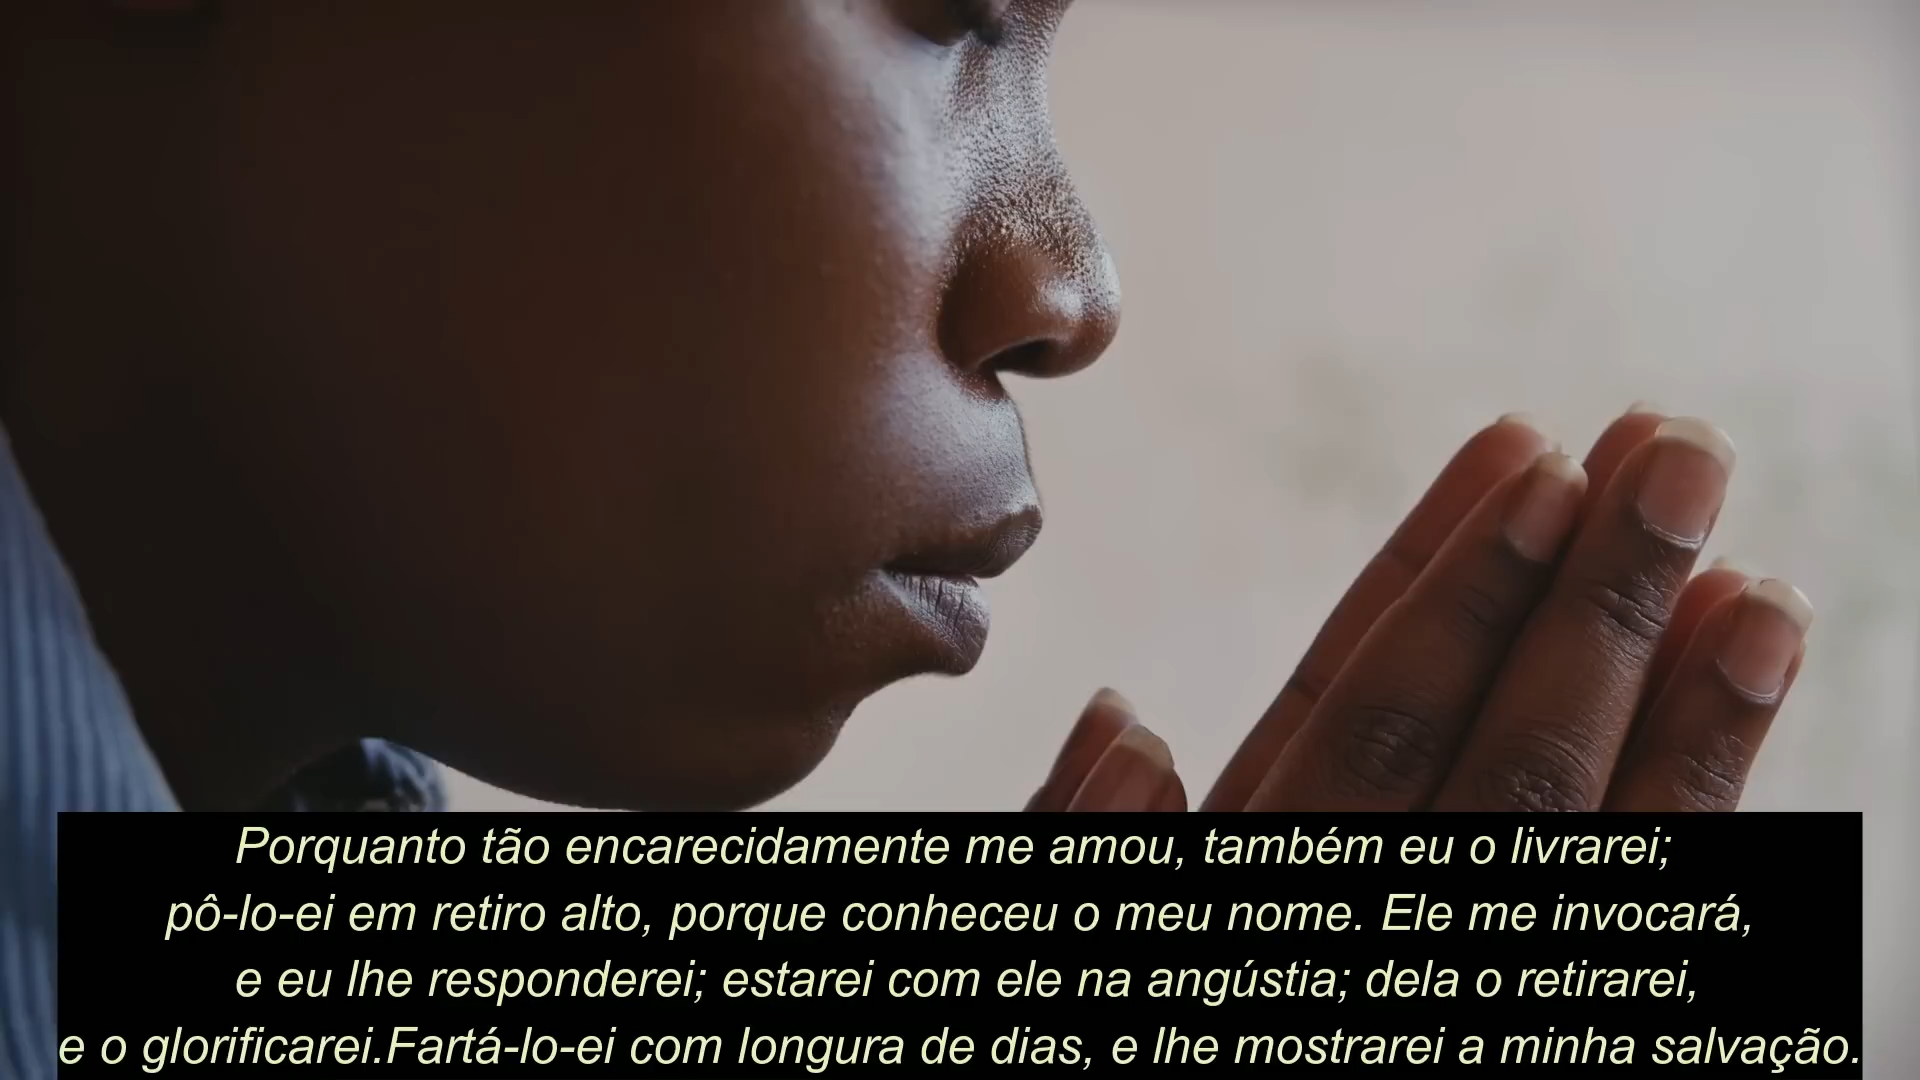 Porquanto tão encarecidamente me amou, também eu o livrarei;
pô-lo-ei em retiro alto, porque conheceu o meu nome. Ele me invocará,
e eu lhe responderei; estarei com ele na angústia; dela o retirarei,
e o glorificarei.Fartá-lo-ei com longura de dias, e lhe mostrarei a minha salvação.